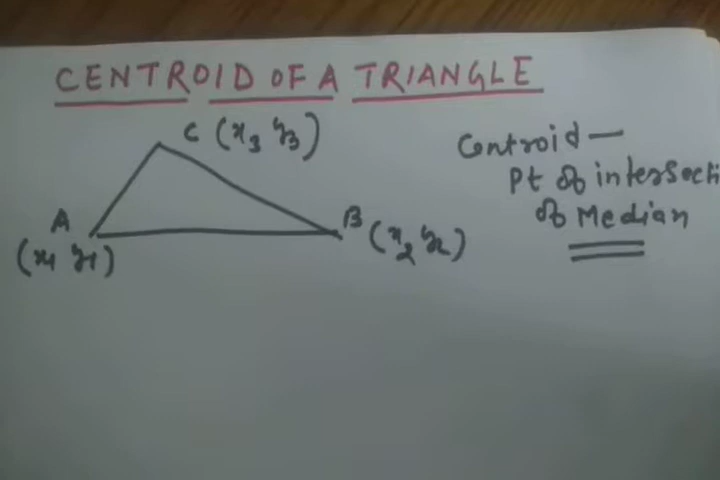 CENTROID OF A TRIANGLE
C (x3 y3)
Centroid —
Pt of intersecti
of Median
A
B
(x1 y1)
(x2 y2)